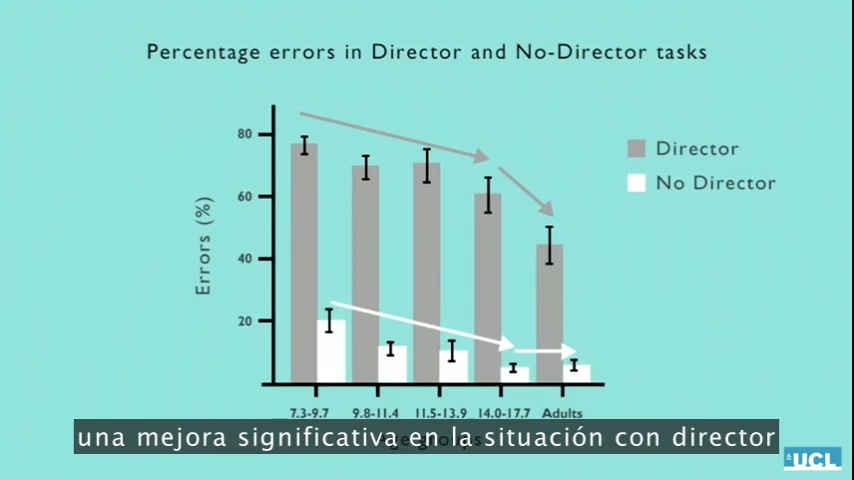 Percentage errors in Director and No-Director tasks
80
60
40
20
Errors (%)
Director
No Director
7.3-9.7 9.8-11.4 11.5-13.9 14.0-17.7 Adults
Age groups
una mejora significativa en la situación con director
UCL